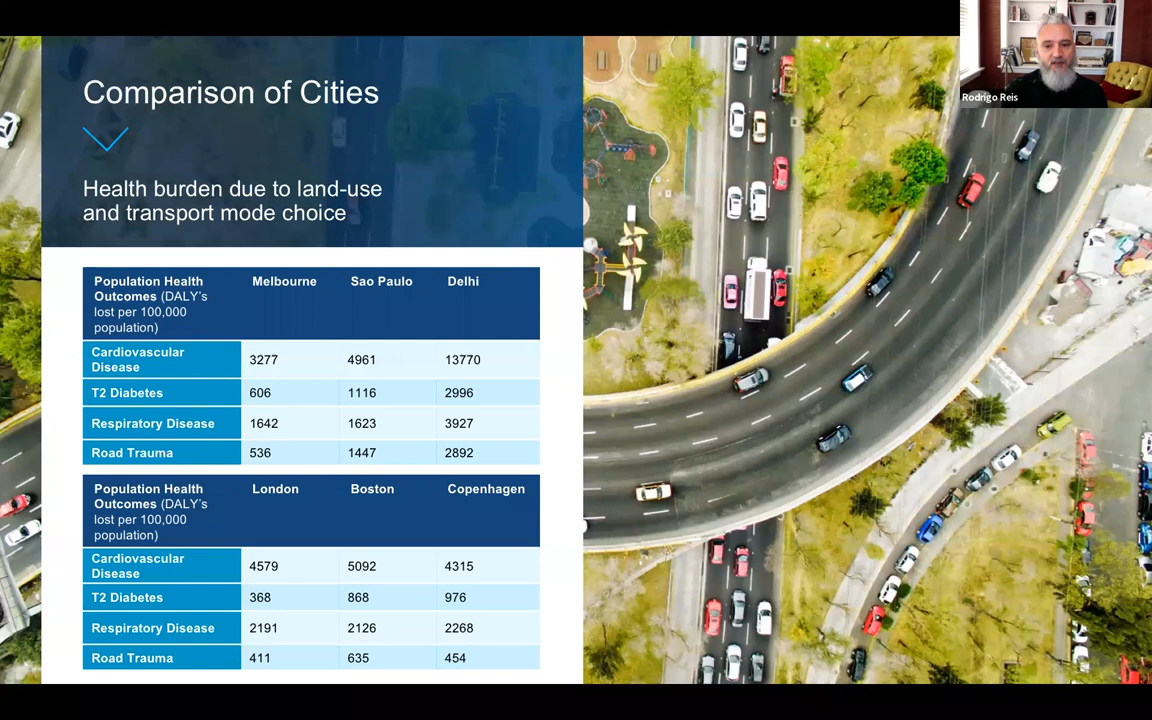 Comparison of Cities
Health burden due to land-use
and transport mode choice
Population Health
Outcomes (DALY's
lost per 100,000
population)
Melbourne Sao Paulo Delhi
Cardiovascular
Disease
3277 4961 13770
T2 Diabetes 606 1116 2996
Respiratory Disease 1642 1623 3927
Road Trauma 536 1447 2892
Population Health
Outcomes (DALY's
lost per 100,000
population)
London Boston Copenhagen
Cardiovascular
Disease
4579 5092 4315
T2 Diabetes 368 868 976
Respiratory Disease 2191 2126 2268
Road Trauma 411 635 454
Rodrigo Reis